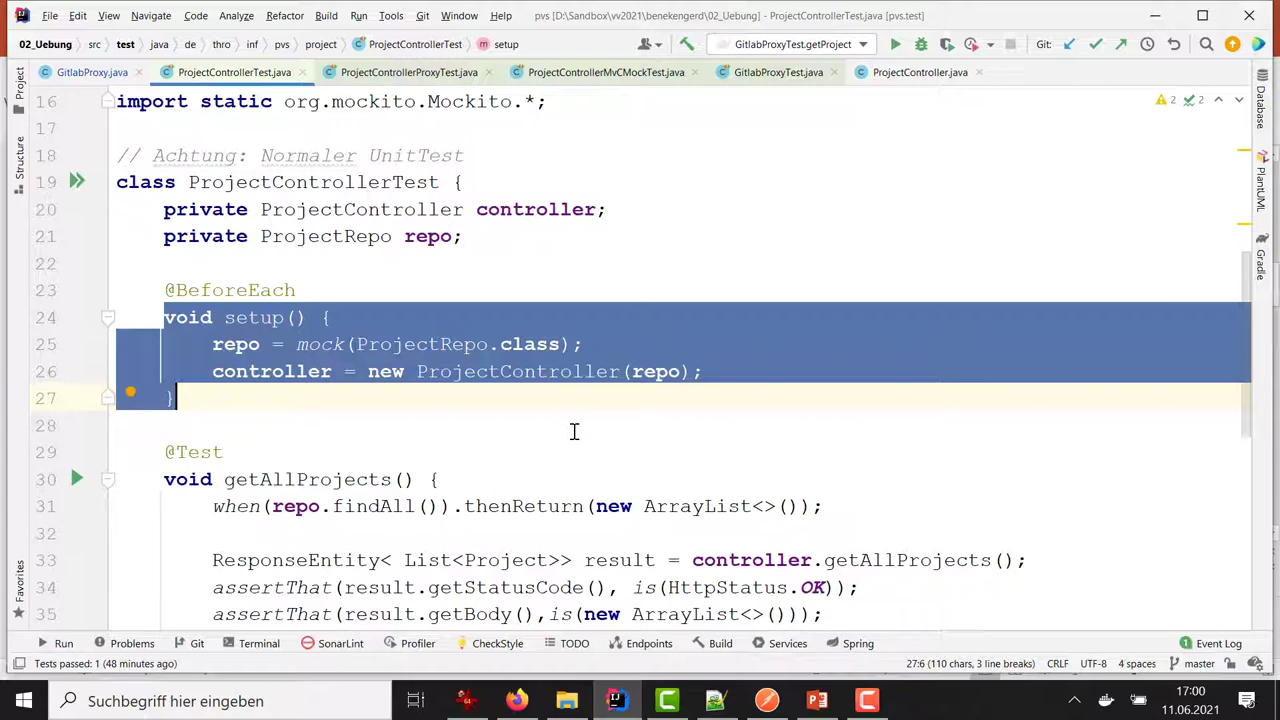 File Edit View Navigate Code Analyze Refactor Build Run Tools Git Window Help pvs [D:\Sandbox\vv2021\benekengerd\02_Uebung] - ProjectControllerTest.java [pvs.test]
02_Uebung src test java de thro inf pvs project ProjectControllerTest setup GitlabProxyTest.getProject Git:
GitlabProxy.java ProjectControllerTest.java ProjectControllerProxyTest.java ProjectControllerMvCMockTest.java GitlabProxyTest.java ProjectController.java
Project
Structure
Favorites
Database
PlantUML
Gradle
2 2
16 import static org.mockito.Mockito.*;
17
18 // Achtung: Normaler UnitTest
19 class ProjectControllerTest {
20 private ProjectController controller;
21 private ProjectRepo repo;
22
23 @BeforeEach
24 void setup() {
25 repo = mock(ProjectRepo.class);
26 controller = new ProjectController(repo);
27 }
28
29 @Test
30 void getAllProjects() {
31 when(repo.findAll()).thenReturn(new ArrayList<>());
32
33 ResponseEntity< List<Project>> result = controller.getAllProjects();
34 assertThat(result.getStatusCode(), is(HttpStatus.OK));
35 assertThat(result.getBody(),is(new ArrayList<>()));
Run Problems Git Terminal SonarLint Profiler CheckStyle TODO Endpoints Build Services Spring 1 Event Log
Tests passed: 1 (48 minutes ago) 27:6 (110 chars, 3 line breaks) CRLF UTF-8 4 spaces master
Suchbegriff hier eingeben
17:00
11.06.2021